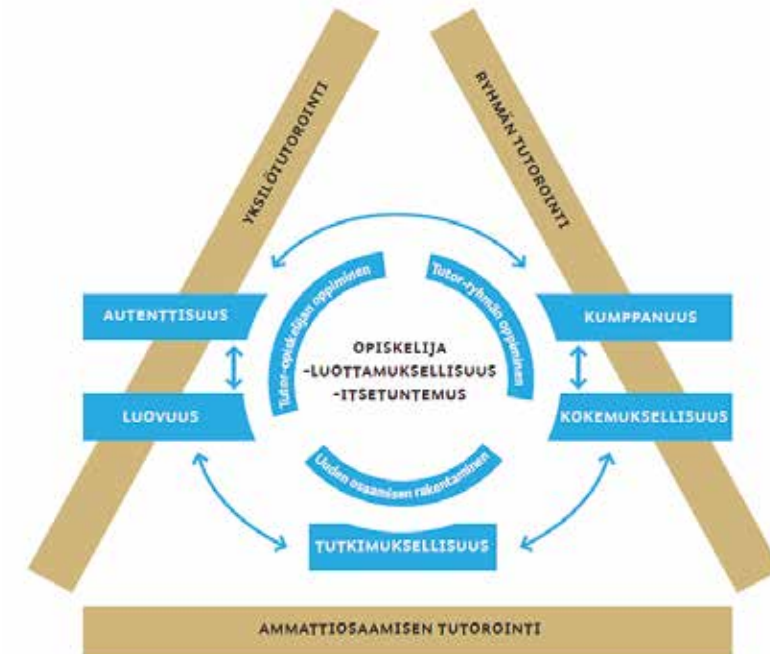 YKSILÖTUTOROINTI
RYHMÄN TUTOROINTI
Tutor-opiskelijan oppiminen
Tutor-ryhmän oppiminen
AUTENTTISUUS
KUMPPANUUS
OPISKELIJA
-LUOTTAMUKSELLISUUS
-ITSETUNTEMUS
LUOVUUS
KOKEMUKSELLISUUS
Uuden osaamisen rakentaminen
TUTKIMUKSELLISUUS
AMMATTIOSAAMISEN TUTOROINTI